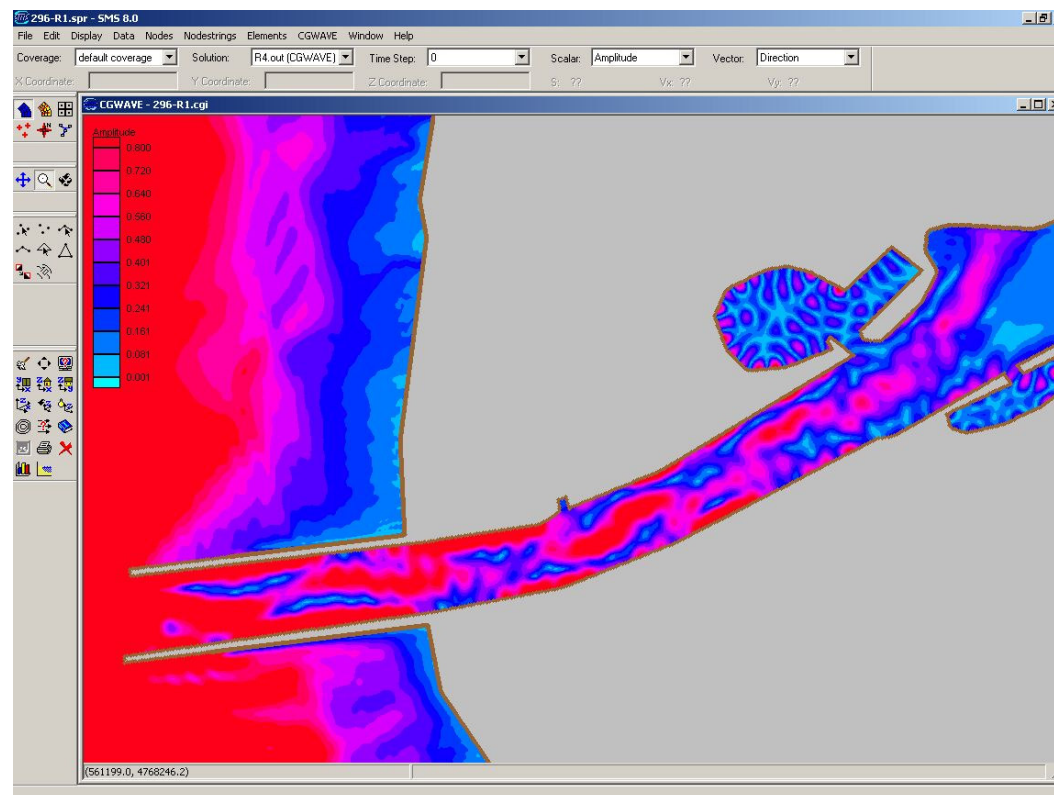 296-R1.spr - SMS 8.0
File Edit Display Data Nodes Nodestrings Elements CGWAVE Window Help
Coverage: default coverage Solution: R4.out (CGWAVE) Time Step: 0 Scalar: Amplitude Vector: Direction
X Coordinate: Y Coordinate: Z Coordinate: S: ?? Vx: ?? Vy: ??
CGWAVE - 296-R1.cgi
Amplitude
0.800
0.720
0.640
0.560
0.480
0.401
0.321
0.241
0.161
0.081
0.001
(561199.0, 4768246.2)